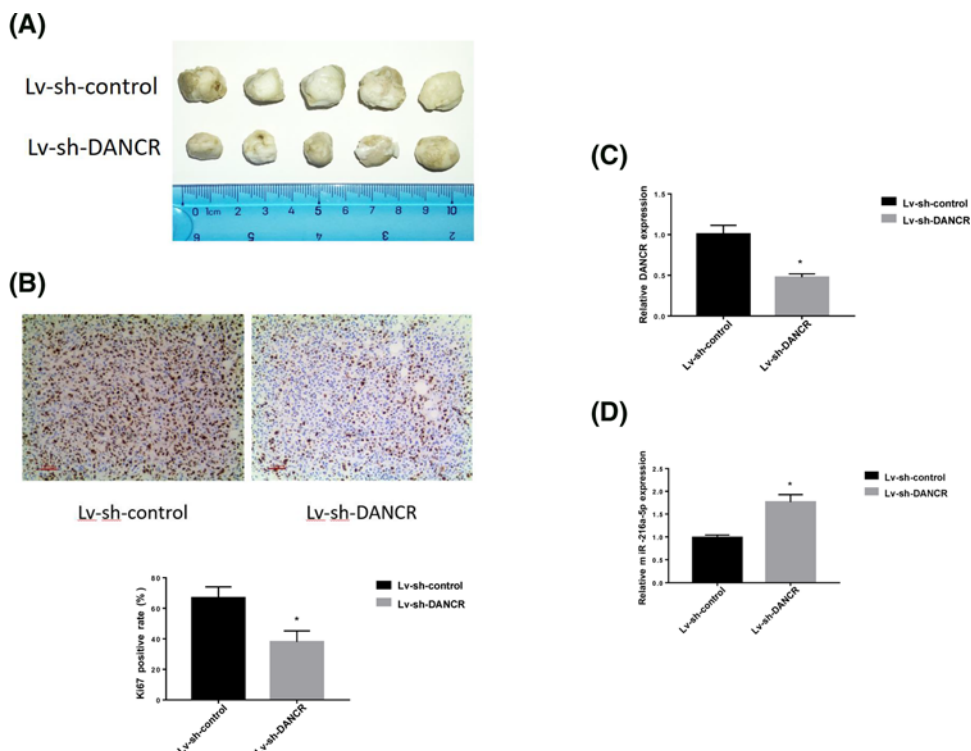 (A)
Lv-sh-control
Lv-sh-DANCR
0 1cm 2 3 4 5 6 7 8 9 10
6 5 4 3 2
(B)
Lv-sh-control
Lv-sh-DANCR
Ki67 positive rate (%)
80
60
40
20
0
*
Lv-sh-control
Lv-sh-DANCR
Lv-sh-control
Lv-sh-DANCR
(C)
Relative DANCR expression
1.5
1.0
0.5
0.0
*
Lv-sh-control
Lv-sh-DANCR
Lv-sh-control
Lv-sh-DANCR
(D)
Relative miR-216a-5p expression
2.5
2.0
1.5
1.0
0.5
0.0
*
Lv-sh-control
Lv-sh-DANCR
Lv-sh-control
Lv-sh-DANCR